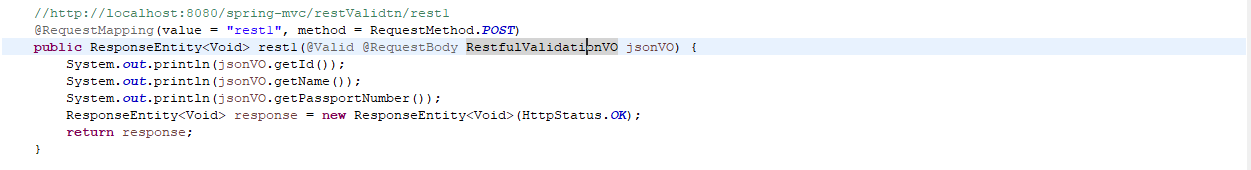 //http://localhost:8080/spring-mvc/restValidtn/rest1
@RequestMapping(value = "rest1", method = RequestMethod.POST)
public ResponseEntity<Void> rest1(@Valid @RequestBody RestfulValidationVO jsonVO) {
System.out.println(jsonVO.getId());
System.out.println(jsonVO.getName());
System.out.println(jsonVO.getPassportNumber());
ResponseEntity<Void> response = new ResponseEntity<Void>(HttpStatus.OK);
return response;
}